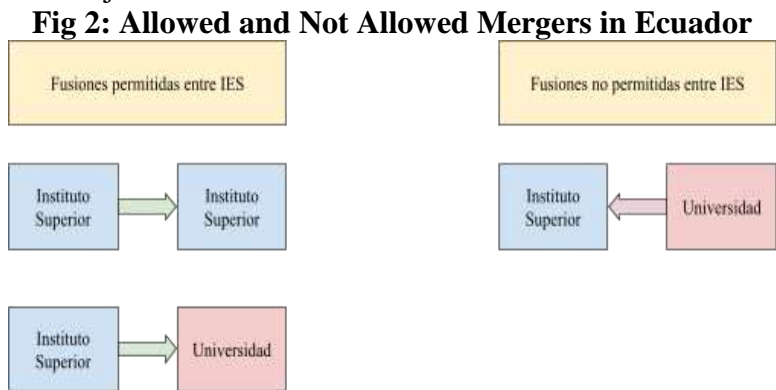 Fig 2: Allowed and Not Allowed Mergers in Ecuador
Fusiones permitidas entre IES
Fusiones no permitidas entre IES
Instituto
Superior
Instituto
Superior
Instituto
Superior
Universidad
Instituto
Superior
Universidad